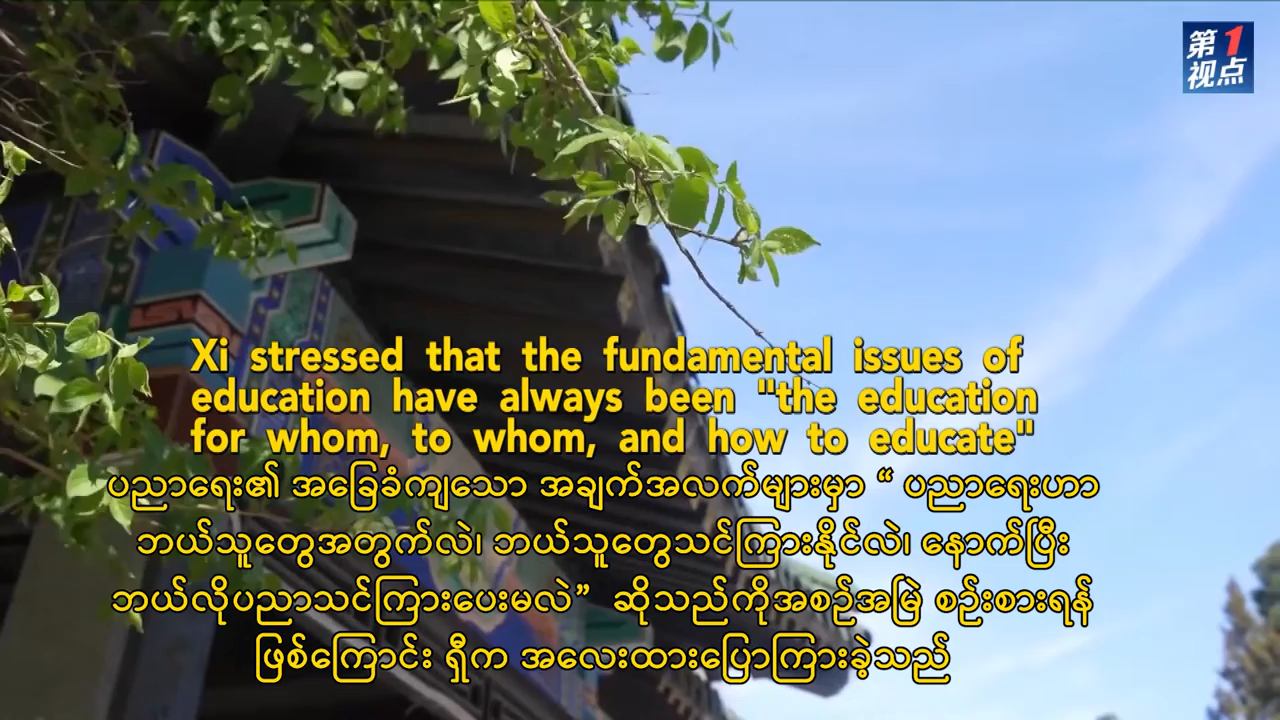 第1
视点
Xi stressed that the fundamental issues of
education have always been "the education
for whom, to whom, and how to educate"
ပညာရေး၏ အခြေခံကျသော အချက်အလက်များမှာ “ ပညာရေးဟာ
ဘယ်သူတွေအတွက်လဲ၊ ဘယ်သူတွေသင်ကြားနိုင်လဲ၊ နောက်ပြီး
ဘယ်လိုပညာသင်ကြားပေးမလဲ” ဆိုသည်ကိုအစဉ်အမြဲ စဉ်းစားရန်
ဖြစ်ကြောင်း ရှီက အလေးထားပြောကြားခဲ့သည်